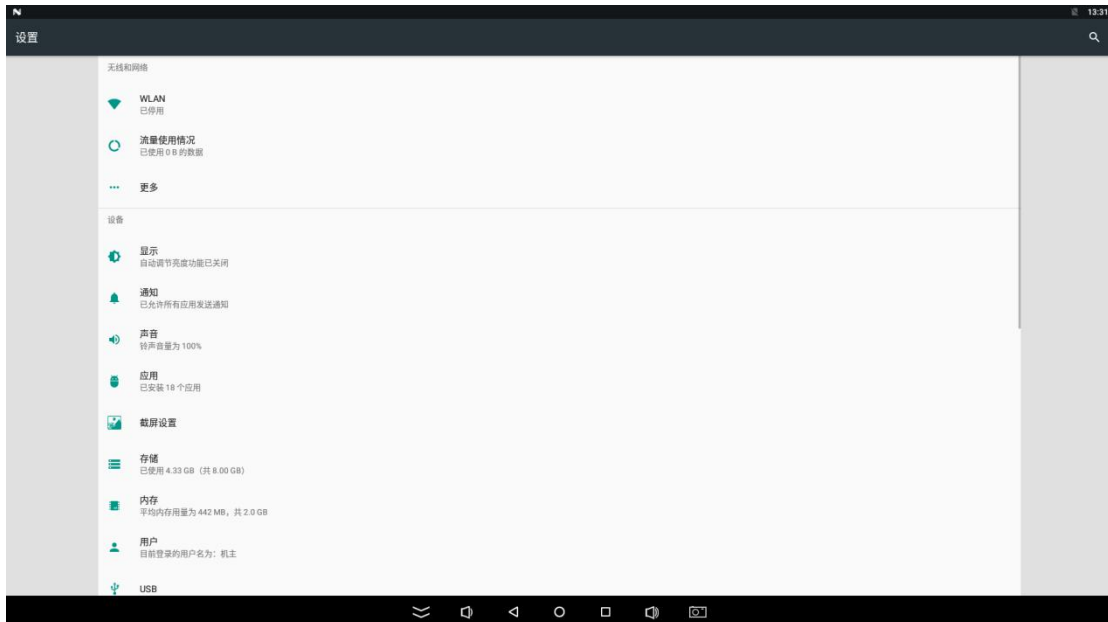 13:31
设置
无线和网络
WLAN
已停用
流量使用情况
已使用 0 B 的数据
更多
设备
显示
自动调节亮度功能已关闭
通知
已允许所有应用发送通知
声音
铃声音量为 100%
应用
已安装 18 个应用
截屏设置
存储
已使用 4.33 GB（共 8.00 GB）
内存
平均内存用量为 442 MB，共 2.0 GB
用户
目前登录的用户名为：机主
USB